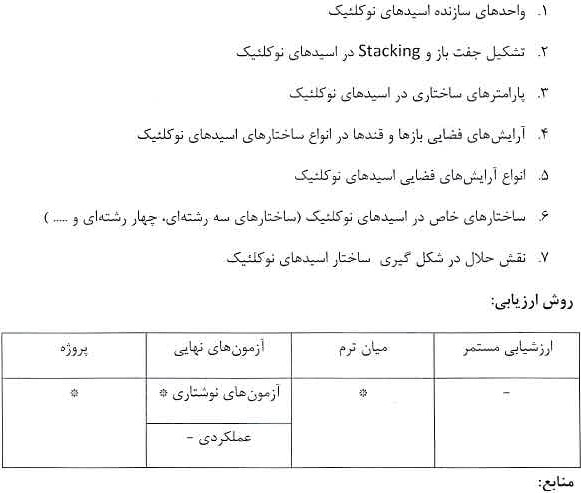 ۱. واحدهای سازنده اسیدهای نوکلئیک
۲. تشکیل جفت باز و Stacking در اسیدهای نوکلئیک
۳. پارامترهای ساختاری در اسیدهای نوکلئیک
۴. آرایش‌های فضایی بازها و قندها در انواع ساختارهای اسیدهای نوکلئیک
۵. انواع آرایش‌های فضایی اسیدهای نوکلئیک
۶. ساختارهای خاص در اسیدهای نوکلئیک (ساختارهای سه رشته‌ای، چهار رشته‌ای و ..... )
۷. نقش حلال در شکل گیری ساختار اسیدهای نوکلئیک
روش ارزیابی:
ارزشیابی مستمر میان ترم آزمون‌های نهایی پروژه
– * آزمون‌های نوشتاری * *
عملکردی –
منابع: